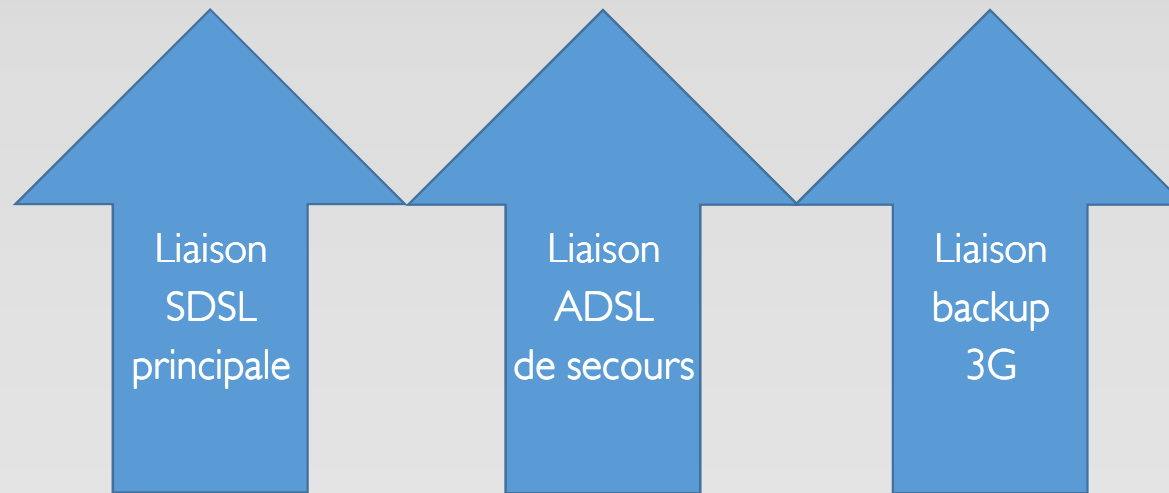 Liaison
SDSL
principale
Liaison
ADSL
de secours
Liaison
backup
3G